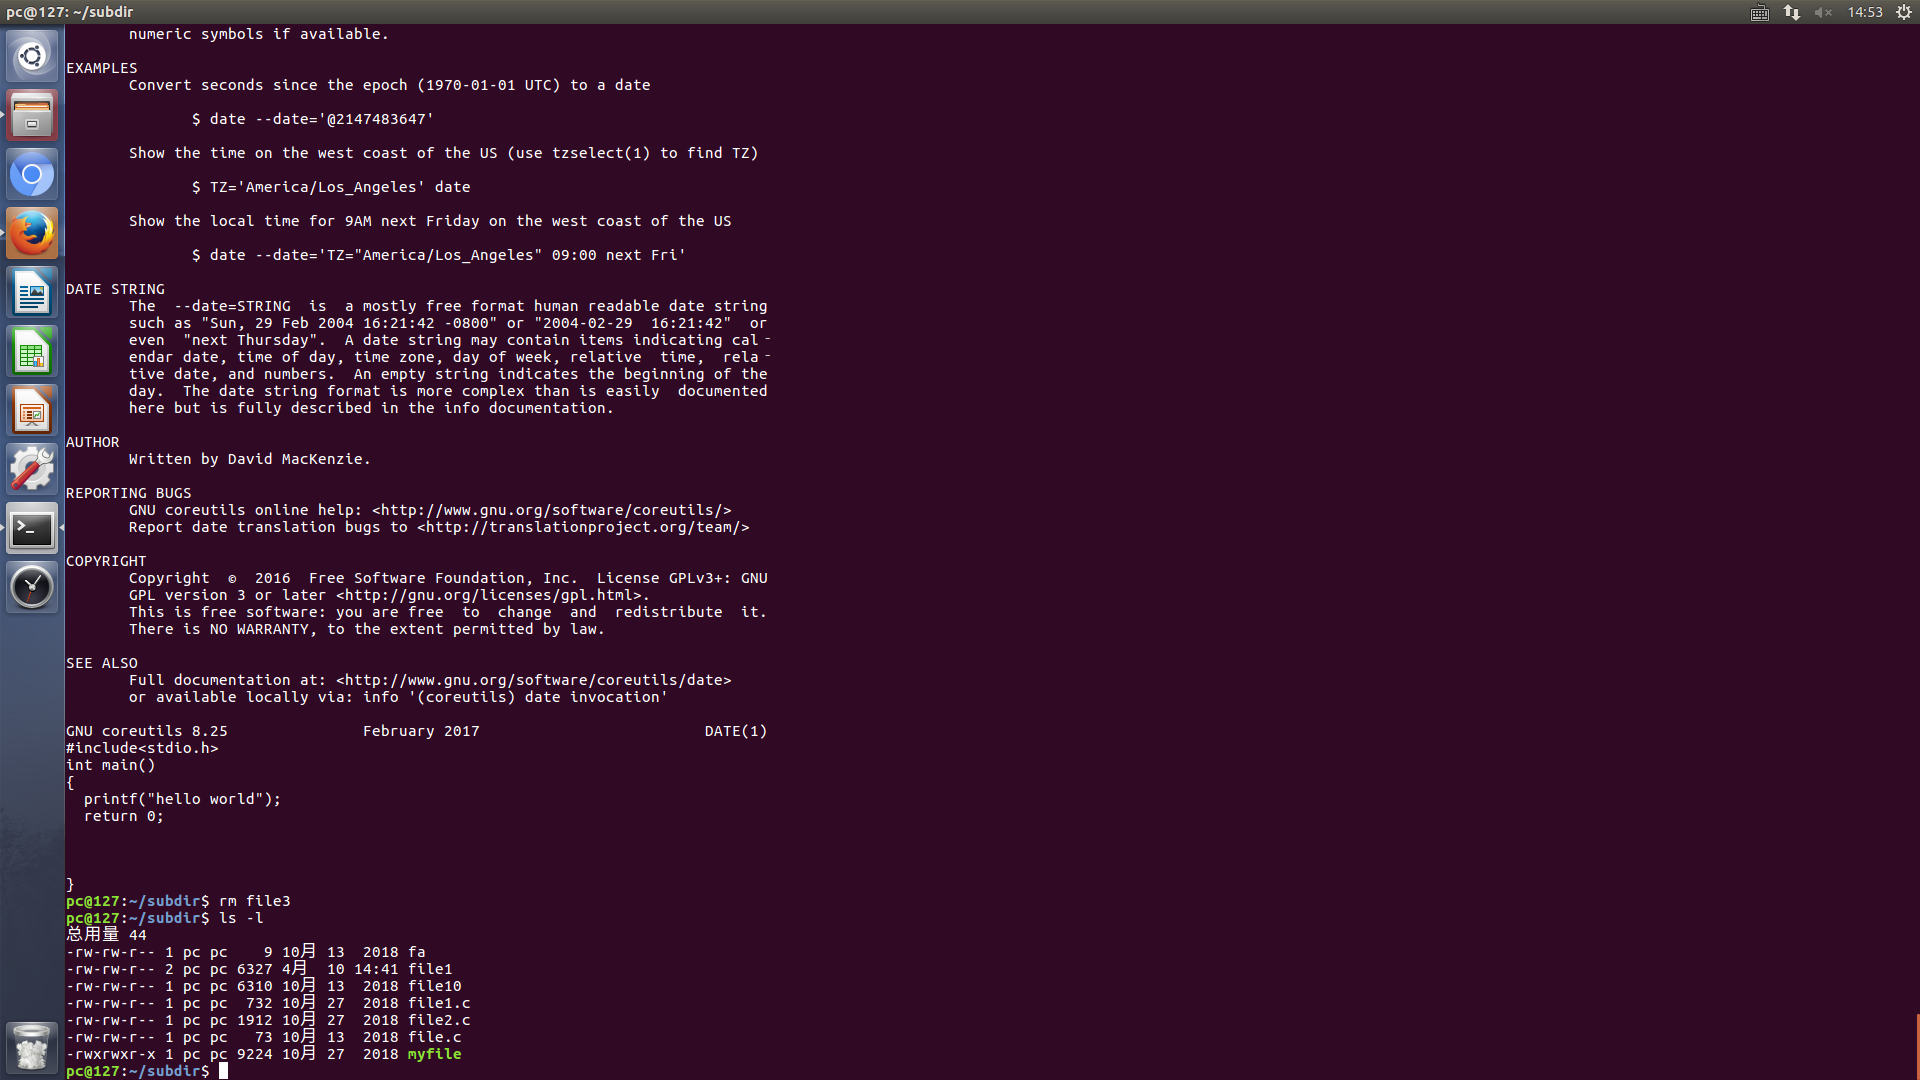 pc@127: ~/subdir
14:53
numeric symbols if available.
EXAMPLES
Convert seconds since the epoch (1970-01-01 UTC) to a date
$ date --date='@2147483647'
Show the time on the west coast of the US (use tzselect(1) to find TZ)
$ TZ='America/Los_Angeles' date
Show the local time for 9AM next Friday on the west coast of the US
$ date --date='TZ="America/Los_Angeles" 09:00 next Fri'
DATE STRING
The  --date=STRING  is  a mostly free format human readable date string
such as "Sun, 29 Feb 2004 16:21:42 -0800" or "2004-02-29  16:21:42"  or
even  "next Thursday".  A date string may contain items indicating cal‐
endar date, time of day, time zone, day of week, relative  time,  rela‐
tive date, and numbers.  An empty string indicates the beginning of the
day.  The date string format is more complex than is easily  documented
here but is fully described in the info documentation.
AUTHOR
Written by David MacKenzie.
REPORTING BUGS
GNU coreutils online help: <http://www.gnu.org/software/coreutils/>
Report date translation bugs to <http://translationproject.org/team/>
COPYRIGHT
Copyright  ©  2016  Free Software Foundation, Inc.  License GPLv3+: GNU
GPL version 3 or later <http://gnu.org/licenses/gpl.html>.
This is free software: you are free  to  change  and  redistribute  it.
There is NO WARRANTY, to the extent permitted by law.
SEE ALSO
Full documentation at: <http://www.gnu.org/software/coreutils/date>
or available locally via: info '(coreutils) date invocation'
GNU coreutils 8.25               February 2017                         DATE(1)
#include<stdio.h>
int main()
{
  printf("hello world");
  return 0;
}
pc@127:~/subdir$ rm file3
pc@127:~/subdir$ ls -l
总用量 44
-rw-rw-r-- 1 pc pc    9 10月 13  2018 fa
-rw-rw-r-- 2 pc pc 6327 4月  10 14:41 file1
-rw-rw-r-- 1 pc pc 6310 10月 13  2018 file10
-rw-rw-r-- 1 pc pc  732 10月 27  2018 file1.c
-rw-rw-r-- 1 pc pc 1912 10月 27  2018 file2.c
-rw-rw-r-- 1 pc pc   73 10月 13  2018 file.c
-rwxrwxr-x 1 pc pc 9224 10月 27  2018 myfile
pc@127:~/subdir$